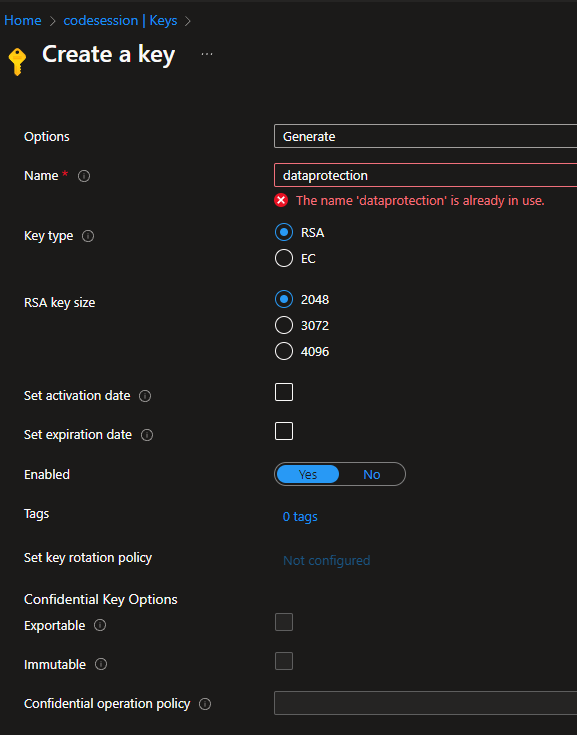 Home > codesession | Keys >
Create a key ...
Options Generate
Name * dataprotection
The name 'dataprotection' is already in use.
Key type RSA
EC
RSA key size 2048
3072
4096
Set activation date
Set expiration date
Enabled Yes No
Tags 0 tags
Set key rotation policy Not configured
Confidential Key Options
Exportable
Immutable
Confidential operation policy